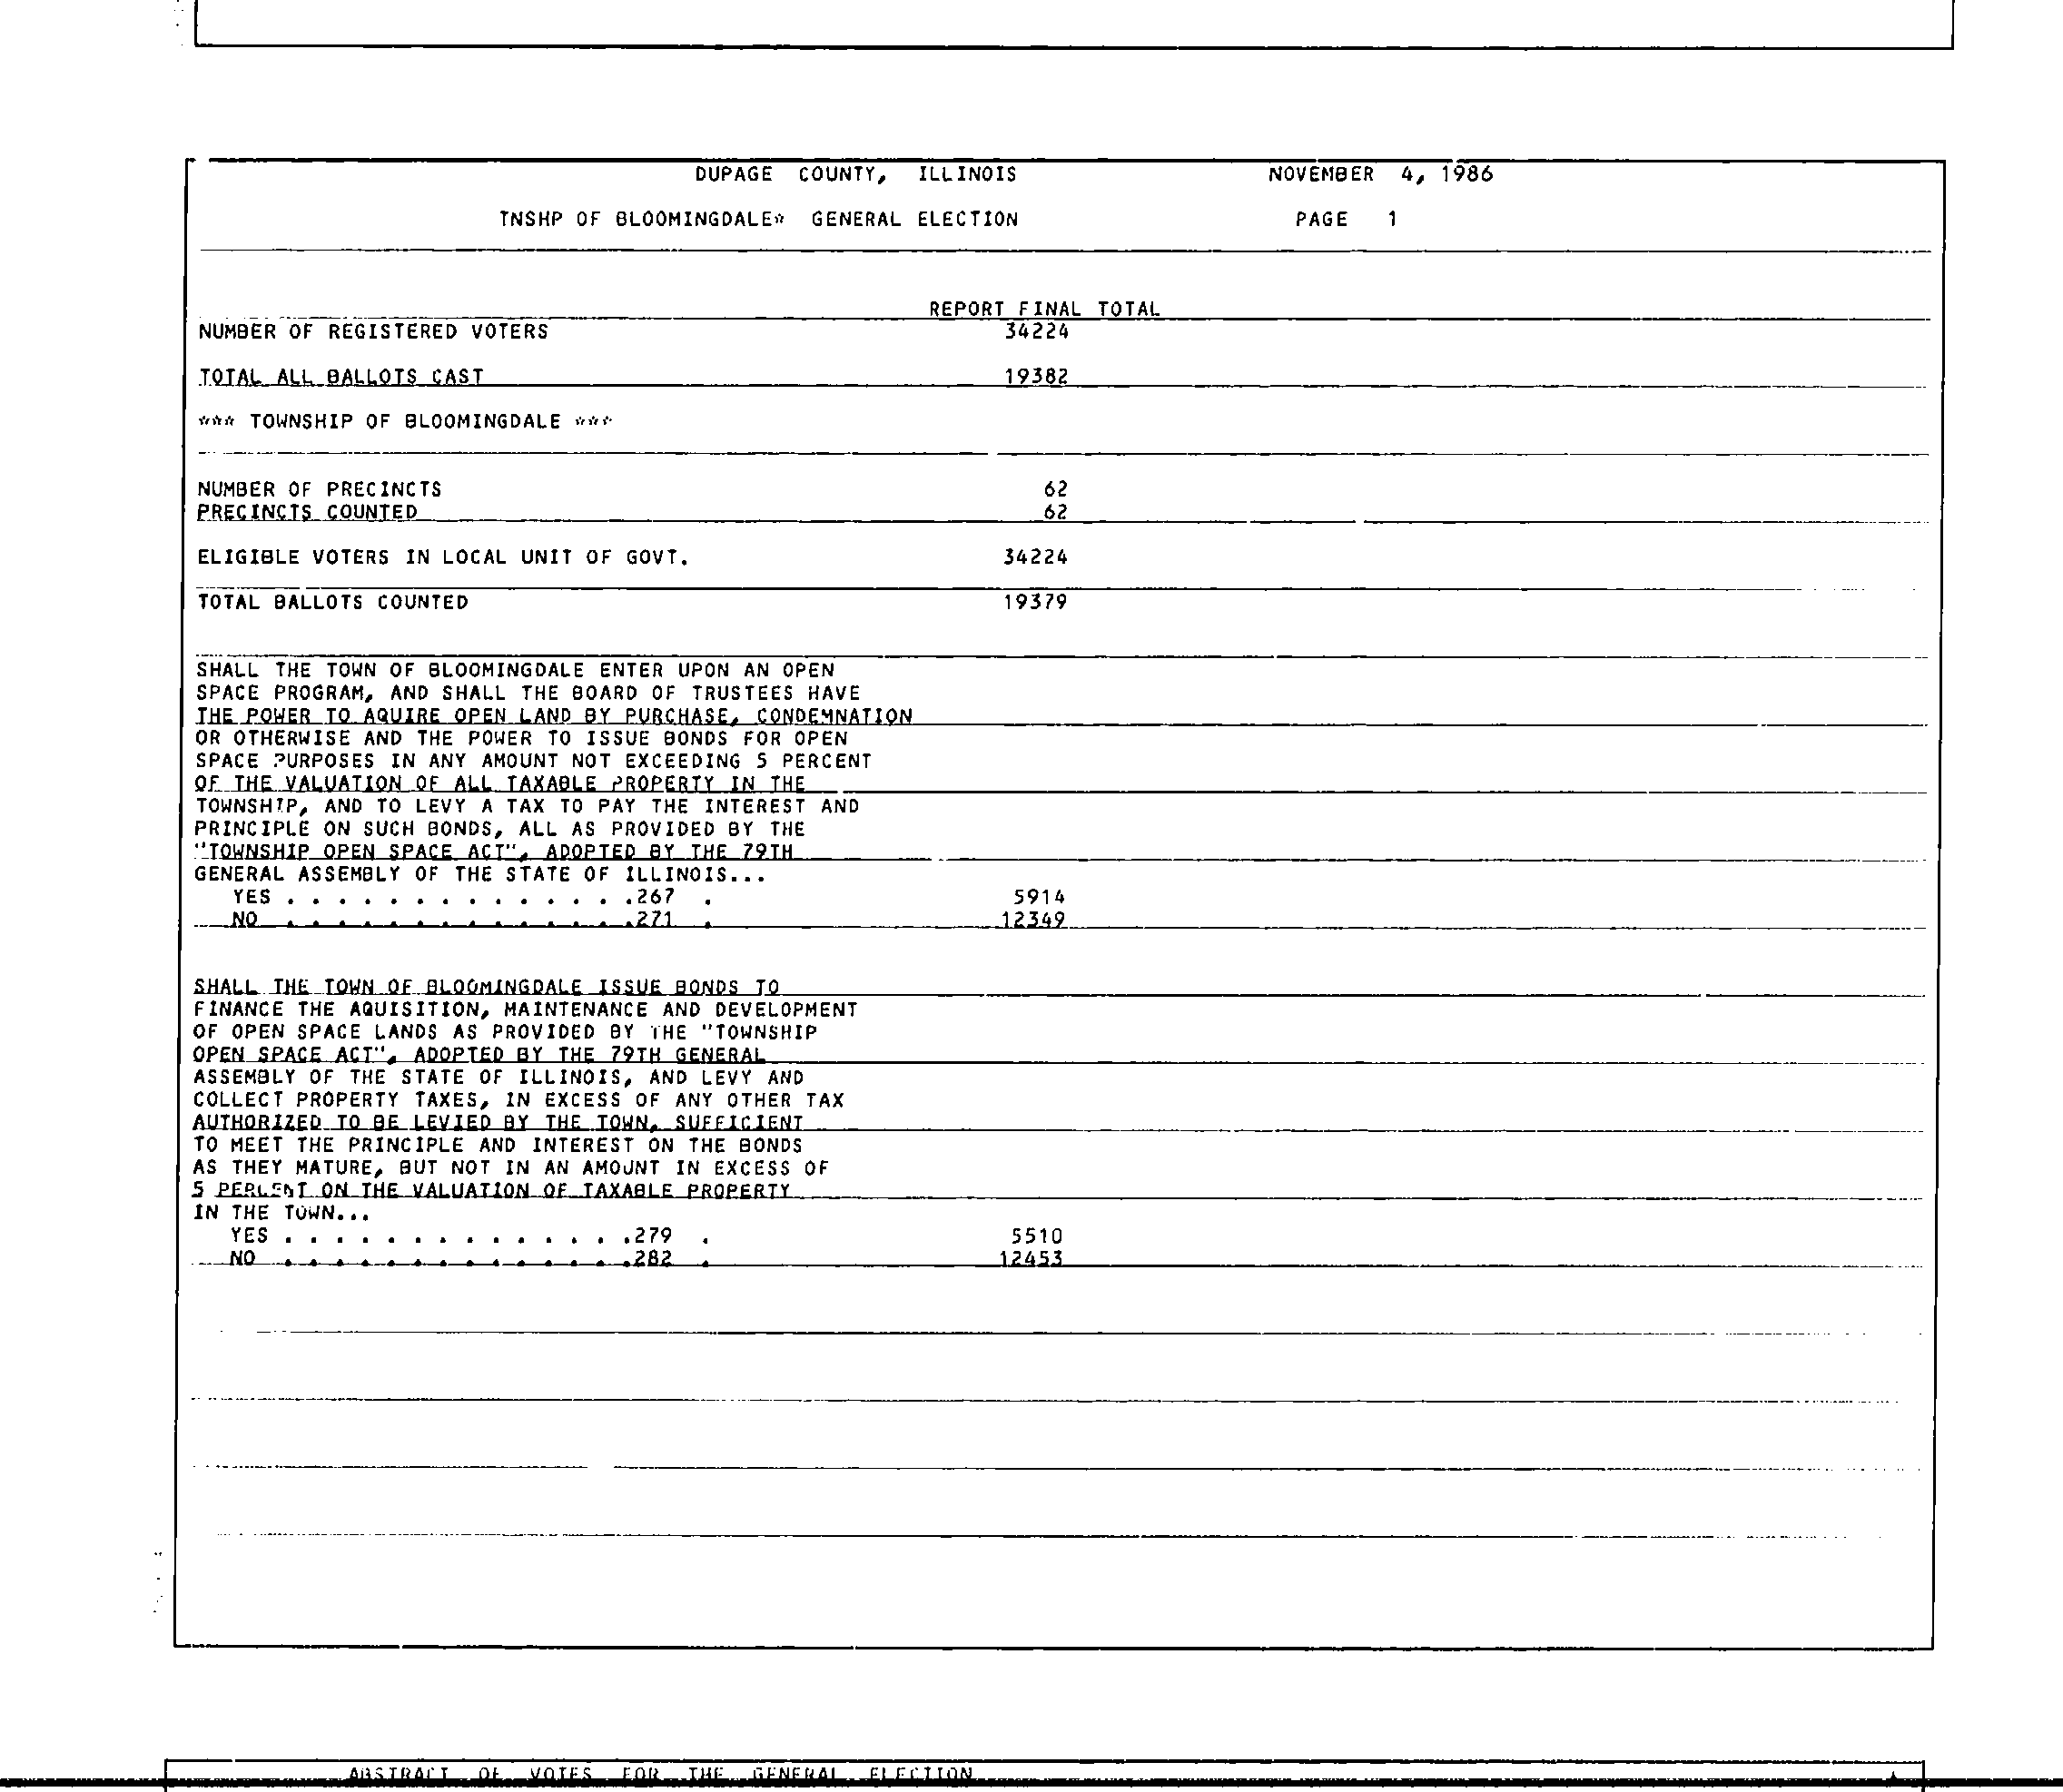 DUPAGE COUNTY, ILLINOIS NOVEMBER 4, 1986
TNSHP OF BLOOMINGDALE* GENERAL ELECTION PAGE 1
REPORT FINAL TOTAL
NUMBER OF REGISTERED VOTERS 34224
TOTAL ALL BALLOTS CAST 19382
*** TOWNSHIP OF BLOOMINGDALE ***
NUMBER OF PRECINCTS 62
PRECINCTS COUNTED 62
ELIGIBLE VOTERS IN LOCAL UNIT OF GOVT. 34224
TOTAL BALLOTS COUNTED 19379
SHALL THE TOWN OF BLOOMINGDALE ENTER UPON AN OPEN
SPACE PROGRAM, AND SHALL THE BOARD OF TRUSTEES HAVE
THE POWER TO AQUIRE OPEN LAND BY PURCHASE, CONDEMNATION
OR OTHERWISE AND THE POWER TO ISSUE BONDS FOR OPEN
SPACE PURPOSES IN ANY AMOUNT NOT EXCEEDING 5 PERCENT
OF THE VALUATION OF ALL TAXABLE PROPERTY IN THE
TOWNSHIP, AND TO LEVY A TAX TO PAY THE INTEREST AND
PRINCIPLE ON SUCH BONDS, ALL AS PROVIDED BY THE
"TOWNSHIP OPEN SPACE ACT", ADOPTED BY THE 79TH
GENERAL ASSEMBLY OF THE STATE OF ILLINOIS...
YES . . . . . . . . . . . . . .267 . 5914
NO . . . . . . . . . . . . . .271 . 12349
SHALL THE TOWN OF BLOOMINGDALE ISSUE BONDS TO
FINANCE THE AQUISITION, MAINTENANCE AND DEVELOPMENT
OF OPEN SPACE LANDS AS PROVIDED BY THE "TOWNSHIP
OPEN SPACE ACT", ADOPTED BY THE 79TH GENERAL
ASSEMBLY OF THE STATE OF ILLINOIS, AND LEVY AND
COLLECT PROPERTY TAXES, IN EXCESS OF ANY OTHER TAX
AUTHORIZED TO BE LEVIED BY THE TOWN, SUFFICIENT
TO MEET THE PRINCIPLE AND INTEREST ON THE BONDS
AS THEY MATURE, BUT NOT IN AN AMOUNT IN EXCESS OF
5 PERCENT ON THE VALUATION OF TAXABLE PROPERTY
IN THE TOWN...
YES . . . . . . . . . . . . . .279 . 5510
NO . . . . . . . . . . . . . .282 . 12453
ABSTRACT OF VOTES FOR THE GENERAL ELECTION